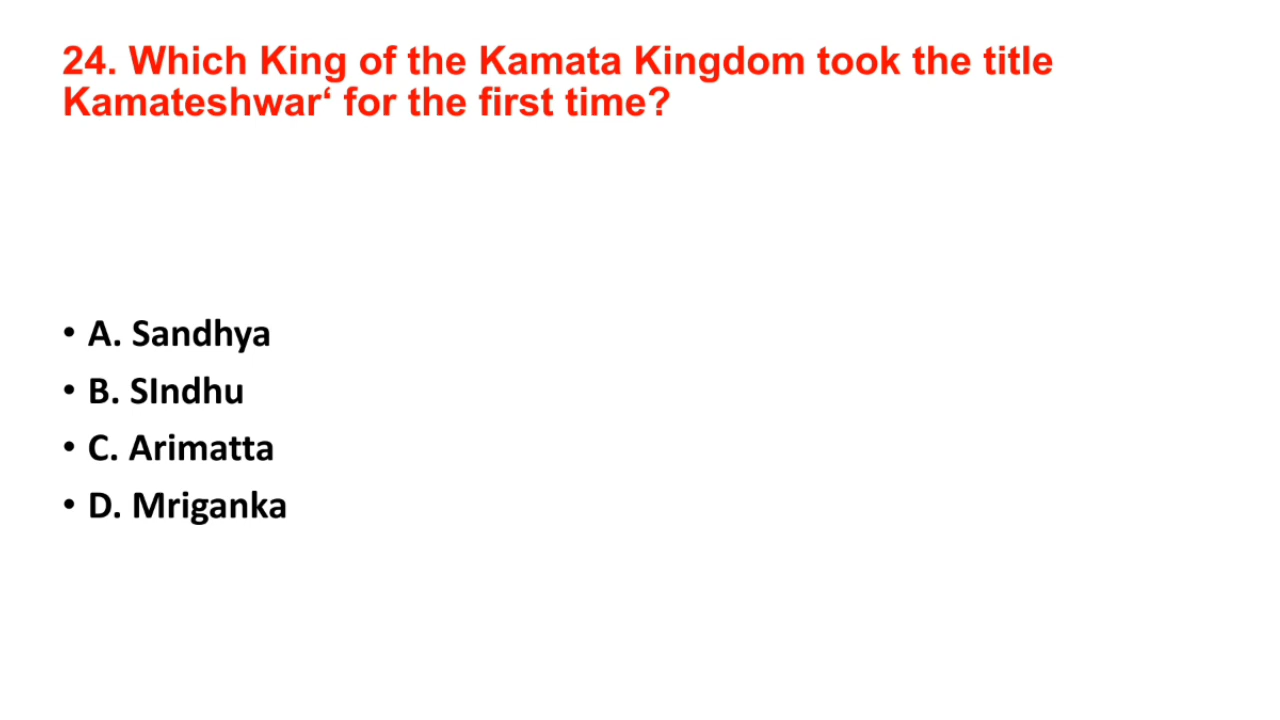 24. Which King of the Kamata Kingdom took the title
Kamateshwar‘ for the first time?
• A. Sandhya
• B. SIndhu
• C. Arimatta
• D. Mriganka